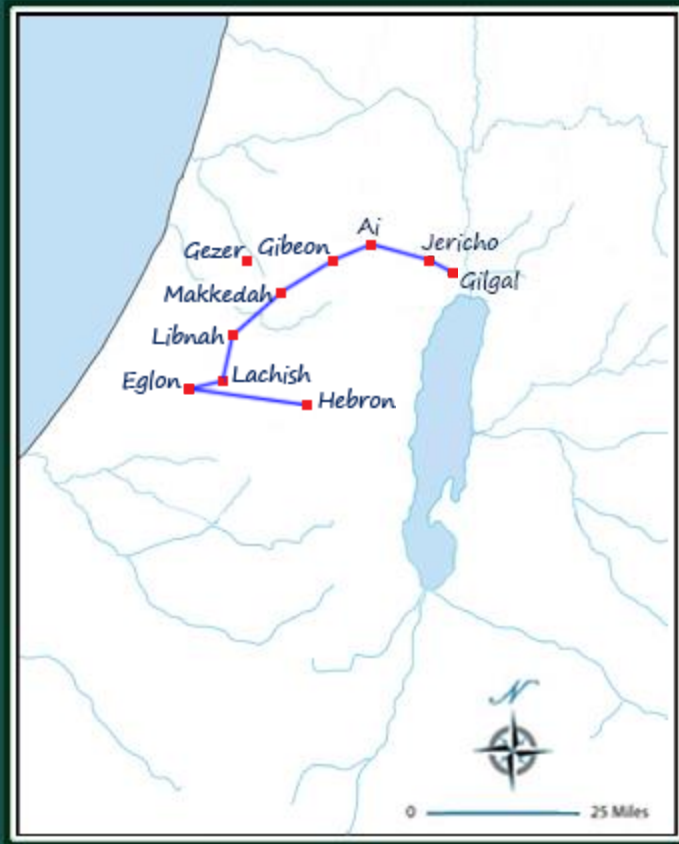 Ai
Gezer
Gibeon
Jericho
Gilgal
Makkedah
Libnah
Eglon
Lachish
Hebron
N
0 25 Miles